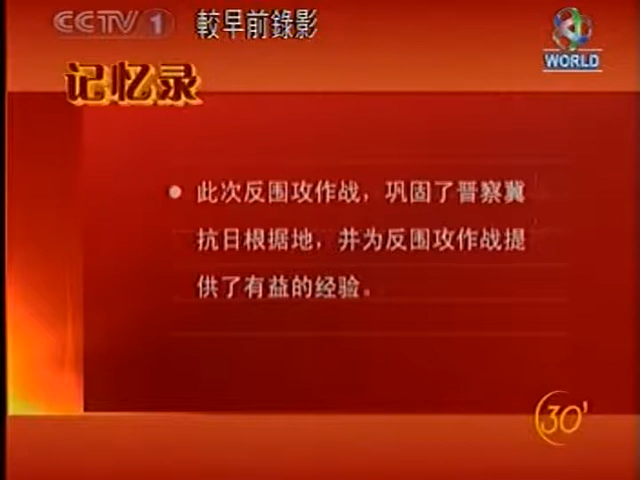 CCTV 1 較早前錄影
WORLD
记忆录
此次反围攻作战，巩固了晋察冀
抗日根据地，并为反围攻作战提
供了有益的经验。
30'